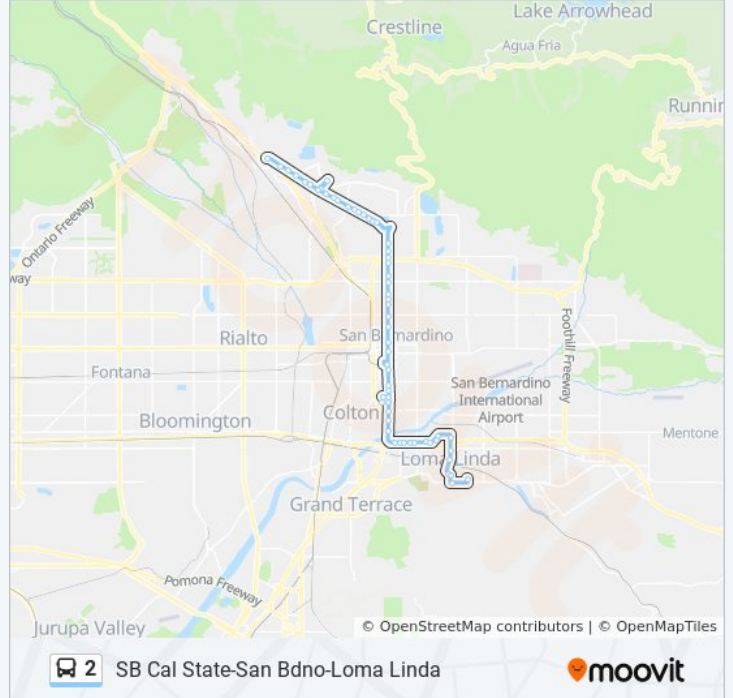 Lake Arrowhead
Crestline
Agua Fria
Runnin
Ontario Freeway
way
Rialto
San Bernardino
Foothill Freeway
Fontana
San Bernardino
International
Airport
Colton
Bloomington
Mentone
Loma Linda
Grand Terrace
Pomona Freeway
Jurupa Valley
© OpenStreetMap contributors | © OpenMapTiles
2 SB Cal State-San Bdno-Loma Linda
moovit